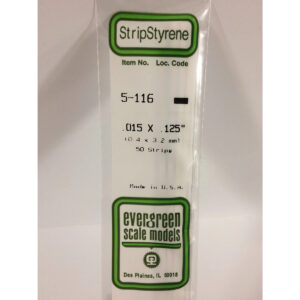 StripStyrene
Item No. Loc. Code
5-116
.015 X .125"
(0.4 x 3.2 mm)
50 Strips
Made in U.S.A.
evergreen
scale models
Des Plaines, IL 60018